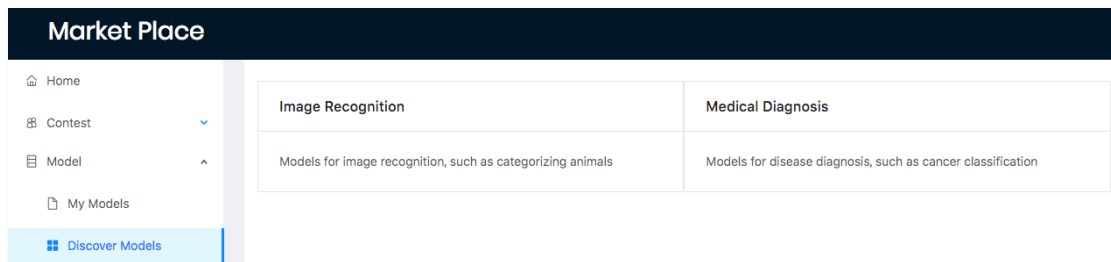 Market Place
Home
Contest
Model
My Models
Discover Models
Image Recognition
Models for image recognition, such as categorizing animals
Medical Diagnosis
Models for disease diagnosis, such as cancer classification